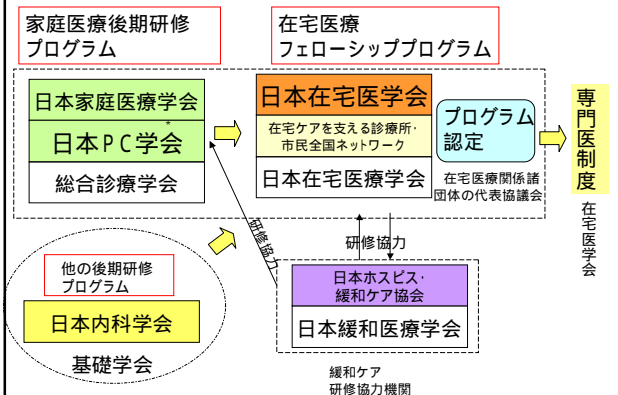 家庭医療後期研修
プログラム
在宅医療
フェローシッププログラム
日本家庭医療学会
日本PC学会*
総合診療学会
日本在宅医学会
在宅ケアを支える診療所・
市民全国ネットワーク
日本在宅医療学会
プログラム
認定
在宅医療関係諸
団体の代表協議会
専門医制度
在宅医学会
研修協力
研修協力
他の後期研修
プログラム
日本内科学会
基礎学会
日本ホスピス・
緩和ケア協会
日本緩和医療学会
緩和ケア
研修協力機関